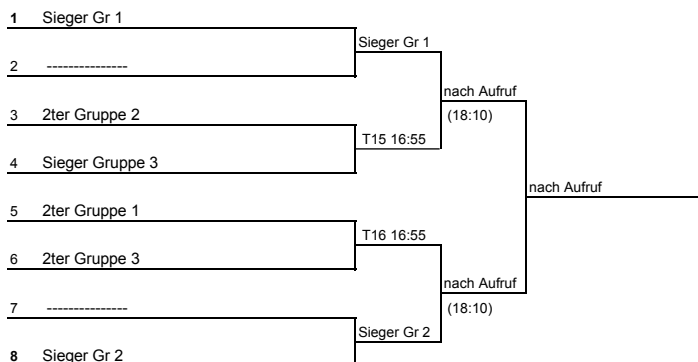 1 Sieger Gr 1
Sieger Gr 1
2 ---------------
nach Aufruf
3 2ter Gruppe 2
(18:10)
T15 16:55
4 Sieger Gruppe 3
nach Aufruf
5 2ter Gruppe 1
T16 16:55
6 2ter Gruppe 3
nach Aufruf
7 ---------------
(18:10)
Sieger Gr 2
8 Sieger Gr 2